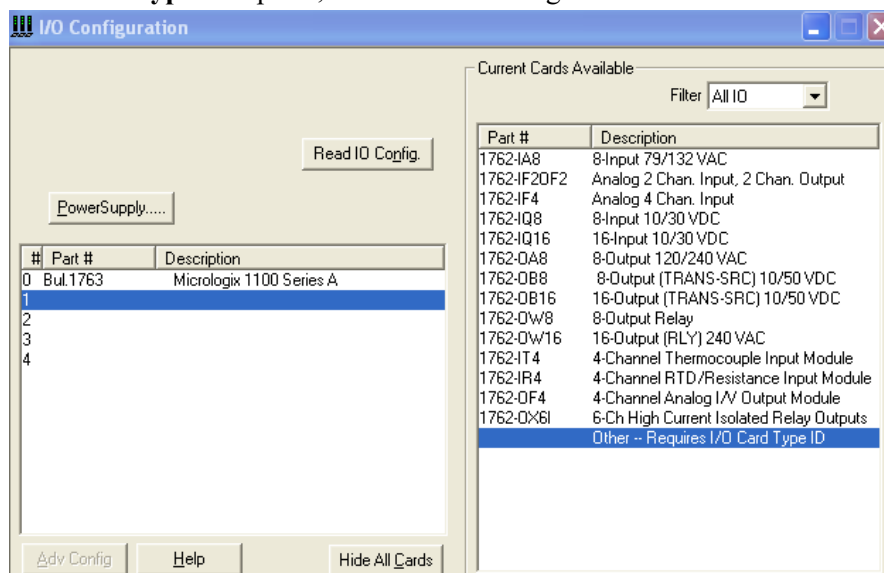 I/O Configuration
Current Cards Available
Filter All IO
Read IO Config.
PowerSupply.....
# Part # Description
0 Bul.1763 Micrologix 1100 Series A
1
2
3
4
Adv Config Help Hide All Cards
Part # Description
1762-IA8 8-Input 79/132 VAC
1762-IF2OF2 Analog 2 Chan. Input, 2 Chan. Output
1762-IF4 Analog 4 Chan. Input
1762-IQ8 8-Input 10/30 VDC
1762-IQ16 16-Input 10/30 VDC
1762-OA8 8-Output 120/240 VAC
1762-OB8 8-Output (TRANS-SRC) 10/50 VDC
1762-OB16 16-Output (TRANS-SRC) 10/50 VDC
1762-OW8 8-Output Relay
1762-OW16 16-Output (RLY) 240 VAC
1762-IT4 4-Channel Thermocouple Input Module
1762-IR4 4-Channel RTD/Resistance Input Module
1762-OF4 4-Channel Analog I/V Output Module
1762-OX6I 6-Ch High Current Isolated Relay Outputs
Other -- Requires I/O Card Type ID